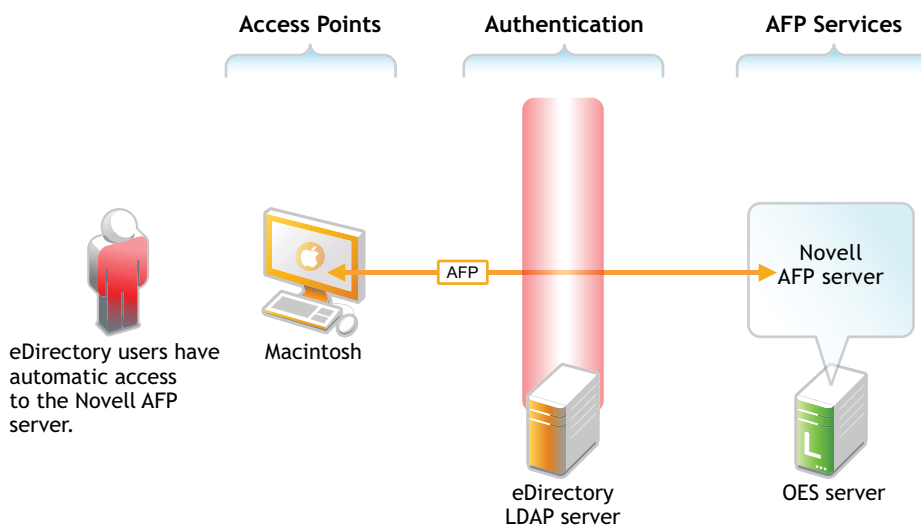 Access Points
Authentication
AFP Services
AFP
Novell
AFP server
eDirectory users have
automatic access
to the Novell AFP
server.
Macintosh
eDirectory
LDAP server
L
OES server